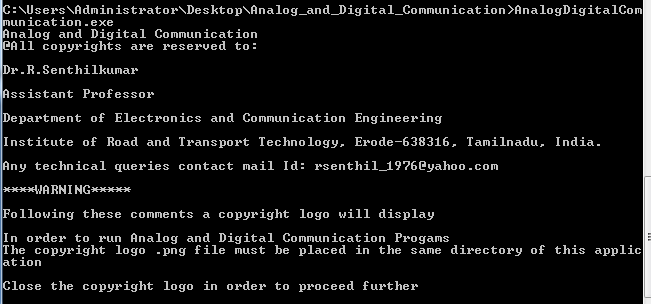 C:\Users\Administrator\Desktop\Analog_and_Digital_Communication>AnalogDigitalCom
munication.exe
Analog and Digital Communication
@All copyrights are reserved to:
Dr.R.Senthilkumar
Assistant Professor
Department of Electronics and Communication Engineering
Institute of Road and Transport Technology, Erode-638316, Tamilnadu, India.
Any technical queries contact mail Id: rsenthil_1976@yahoo.com
****WARNING*****
Following these comments a copyright logo will display
In order to run Analog and Digital Communication Progams
The copyright logo .png file must be placed in the same directory of this applic
ation
Close the copyright logo in order to proceed further